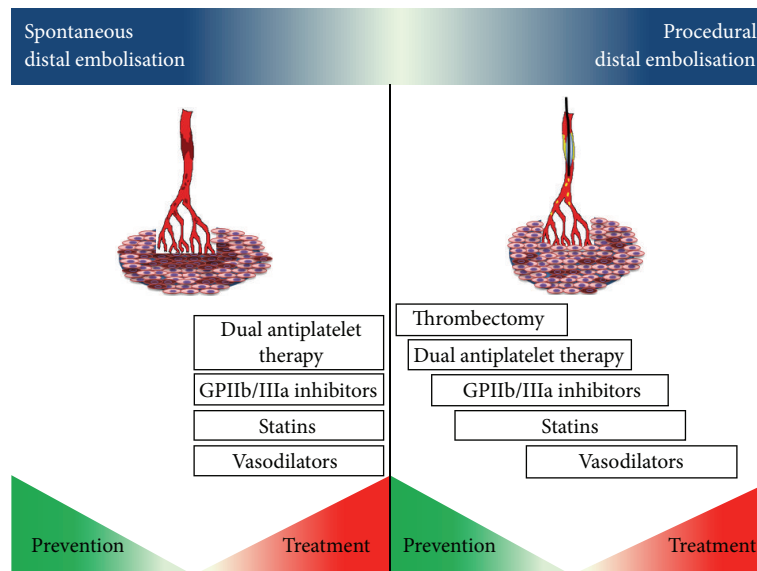 Spontaneous
distal embolisation
Procedural
distal embolisation
Dual antiplatelet
therapy
GPIIb/IIIa inhibitors
Statins
Vasodilators
Thrombectomy
Dual antiplatelet therapy
GPIIb/IIIa inhibitors
Statins
Vasodilators
Prevention
Treatment
Prevention
Treatment